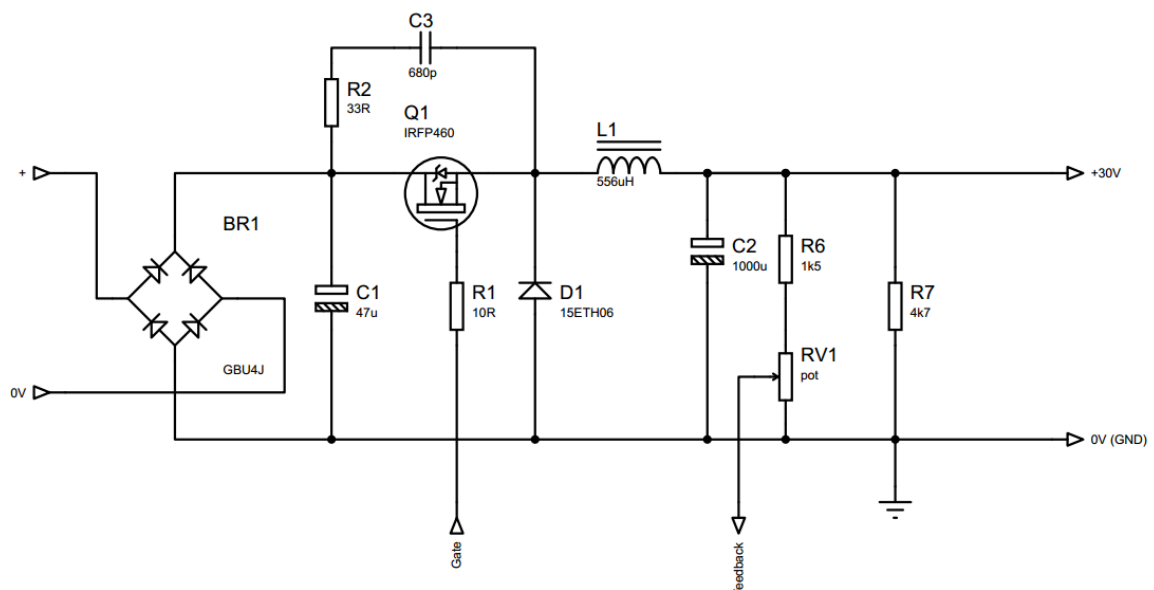 C3
680p
R2
33R
Q1
IRFP460
L1
556uH
+
+30V
BR1
C1
47u
R1
10R
D1
15ETH06
C2
1000u
R6
1k5
R7
4k7
GBU4J
RV1
pot
0V
0V (GND)
Gate
feedback